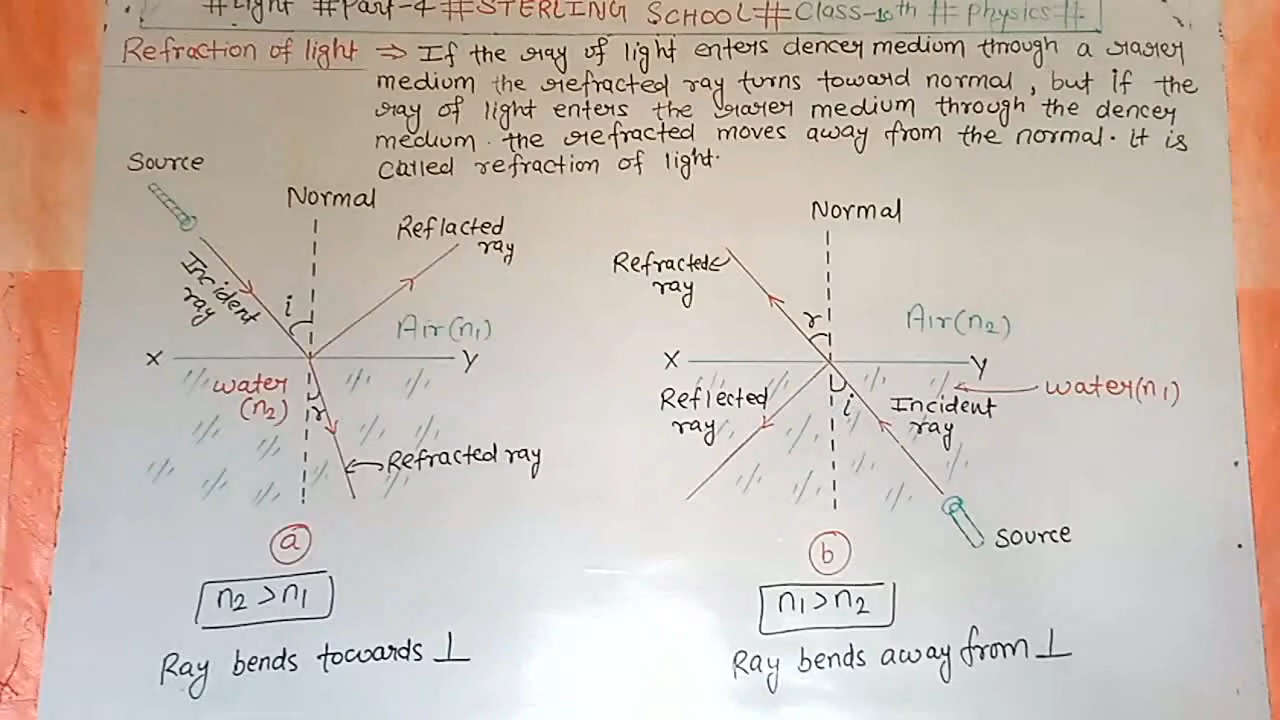 #Light #Part-4 #STERLING SCHOOL# Class-10th # Physics #
Refraction of light ⇒ If the ray of light enters dencer medium through a rarer
medium the refracted ray turns toward normal, but if the
ray of light enters the rarer medium through the dencer
medium. the refracted moves away from the normal. it is
called refraction of light.
Source
Normal
Reflacted
ray
Incident
ray
i
Air(n1)
X
Y
water
(n2)
r
Refracted ray
a
n2 > n1
Ray bends towards ⊥
Normal
Refracted
ray
r
Air(n2)
X
Y
water(n1)
Reflected
ray
i
Incident
ray
Source
b
n1 > n2
Ray bends away from ⊥